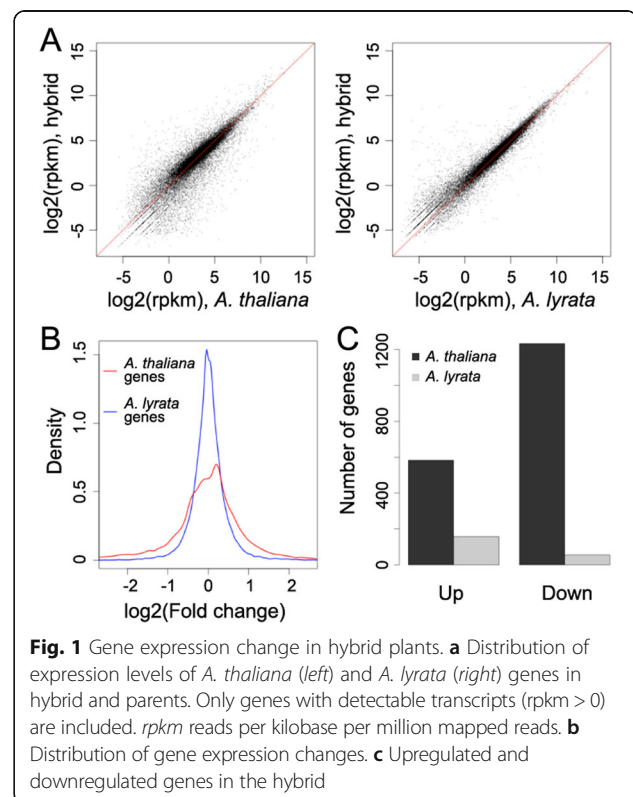 A
log2(rpkm), hybrid
15
10
5
0
-5
-5 0 5 10 15
log2(rpkm), A. thaliana
log2(rpkm), hybrid
15
10
5
0
-5
-5 0 5 10 15
log2(rpkm), A. lyrata
B
A. thaliana
genes
A. lyrata
genes
Density
1.5
1.0
0.5
0
-2 -1 0 1 2
log2(Fold change)
C
A. thaliana
A. lyrata
Number of genes
1200
800
400
0
Up Down
Fig. 1 Gene expression change in hybrid plants. a Distribution of
expression levels of A. thaliana (left) and A. lyrata (right) genes in
hybrid and parents. Only genes with detectable transcripts (rpkm > 0)
are included. rpkm reads per kilobase per million mapped reads. b
Distribution of gene expression changes. c Upregulated and
downregulated genes in the hybrid